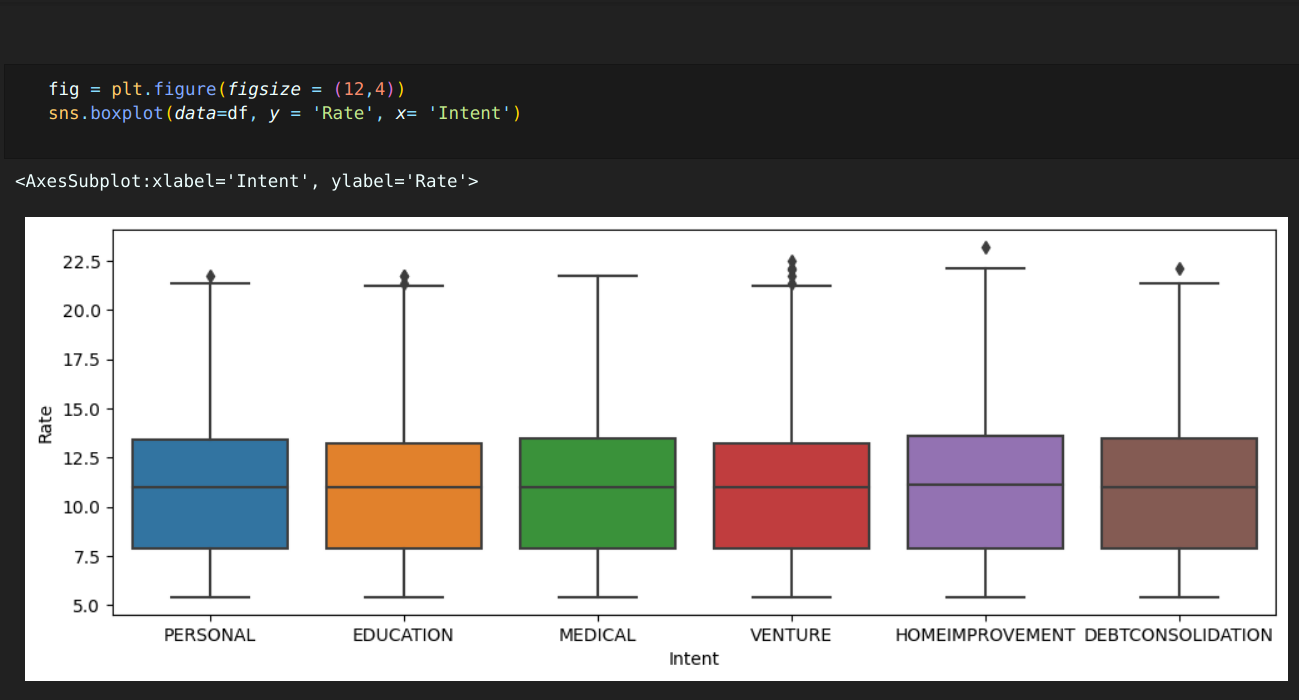 fig = plt.figure(figsize = (12,4))
sns.boxplot(data=df, y = 'Rate', x= 'Intent')
<AxesSubplot:xlabel='Intent', ylabel='Rate'>
22.5
20.0
17.5
15.0
12.5
10.0
7.5
5.0
Rate
PERSONAL EDUCATION MEDICAL VENTURE HOMEIMPROVEMENT DEBTCONSOLIDATION
Intent